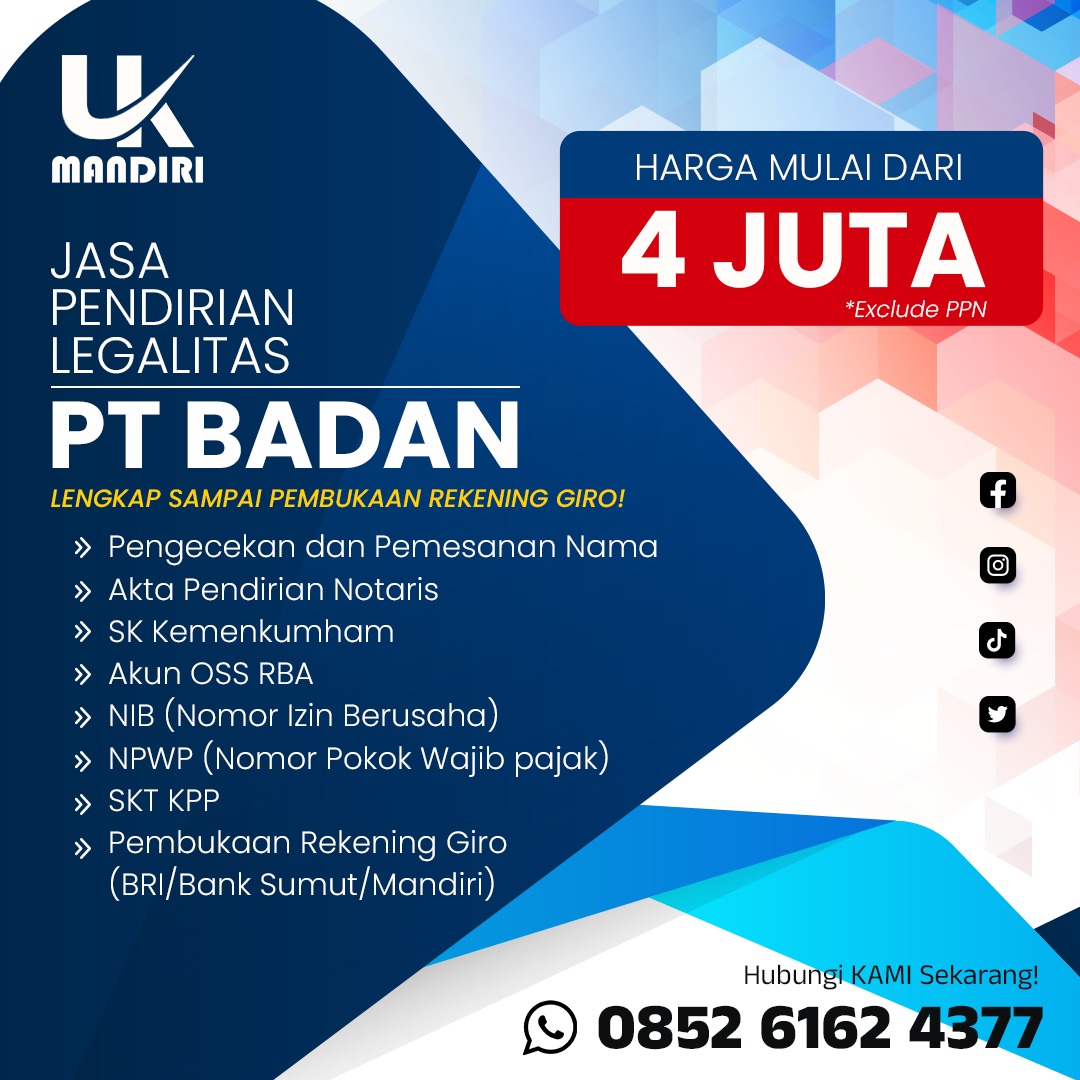 UK
MANDIRI
HARGA MULAI DARI
4 JUTA
*Exclude PPN
JASA
PENDIRIAN
LEGALITAS
PT BADAN
LENGKAP SAMPAI PEMBUKAAN REKENING GIRO!
Pengecekan dan Pemesanan Nama
Akta Pendirian Notaris
SK Kemenkumham
Akun OSS RBA
NIB (Nomor Izin Berusaha)
NPWP (Nomor Pokok Wajib pajak)
SKT KPP
Pembukaan Rekening Giro
(BRI/Bank Sumut/Mandiri)
Hubungi KAMI Sekarang!
0852 6162 4377